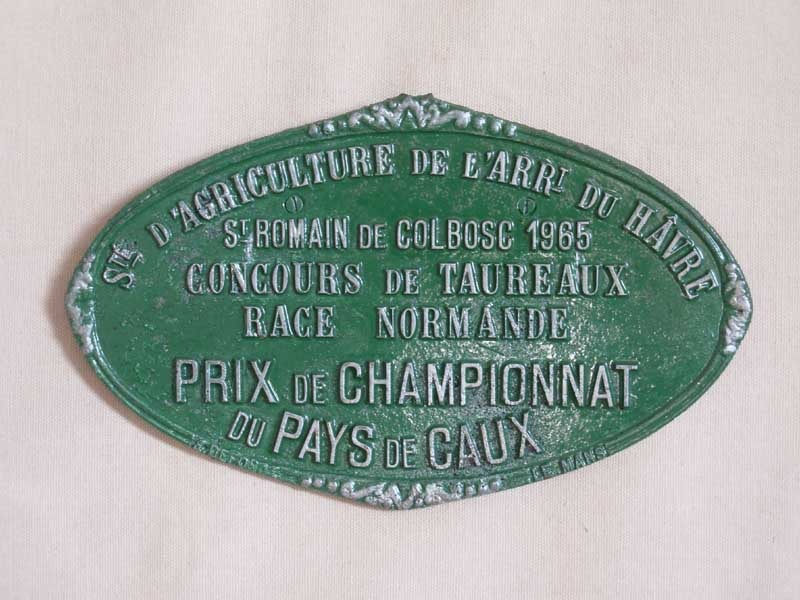 STÉ D'AGRICULTURE DE L'ARRT DU HÂVRE
ST ROMAIN DE COLBOSC 1965
CONCOURS DE TAUREAUX
RACE NORMANDE
PRIX DE CHAMPIONNAT
DU PAYS DE CAUX
LE MANS